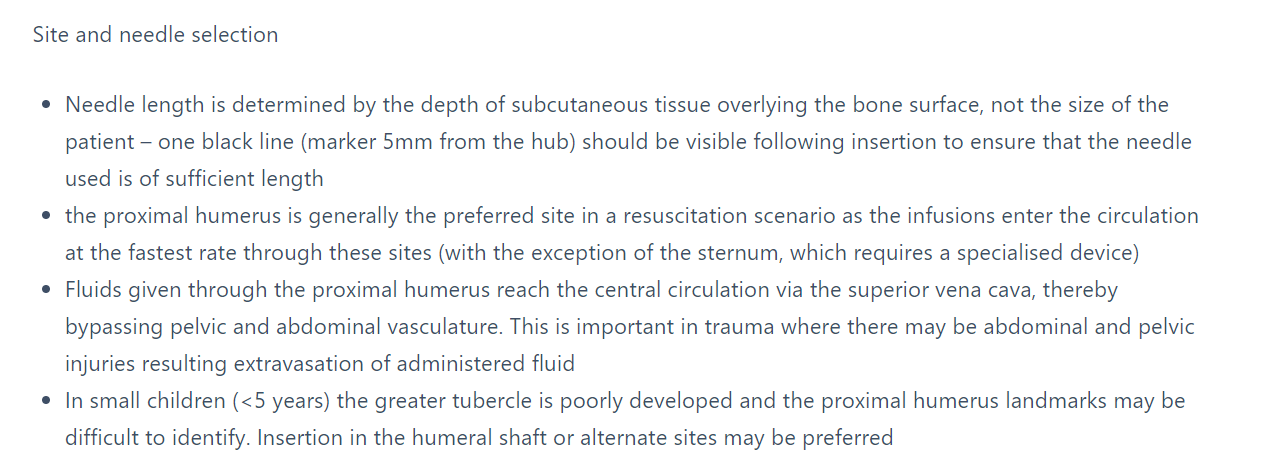 Site and needle selection
• Needle length is determined by the depth of subcutaneous tissue overlying the bone surface, not the size of the
patient – one black line (marker 5mm from the hub) should be visible following insertion to ensure that the needle
used is of sufficient length
• the proximal humerus is generally the preferred site in a resuscitation scenario as the infusions enter the circulation
at the fastest rate through these sites (with the exception of the sternum, which requires a specialised device)
• Fluids given through the proximal humerus reach the central circulation via the superior vena cava, thereby
bypassing pelvic and abdominal vasculature. This is important in trauma where there may be abdominal and pelvic
injuries resulting extravasation of administered fluid
• In small children (<5 years) the greater tubercle is poorly developed and the proximal humerus landmarks may be
difficult to identify. Insertion in the humeral shaft or alternate sites may be preferred